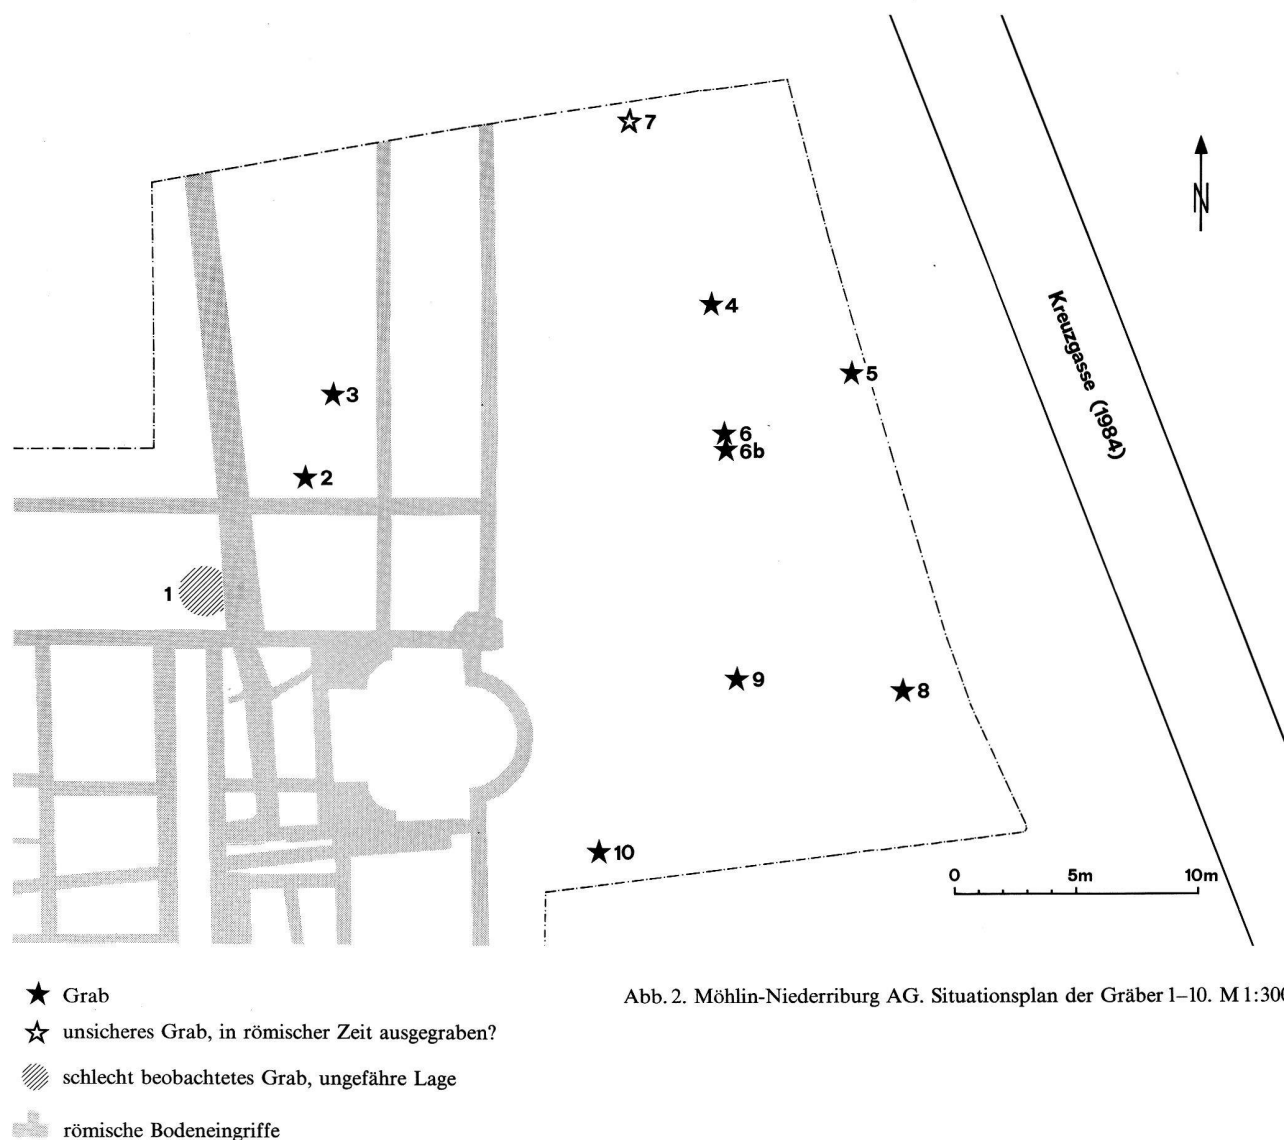 7
N
4
Kreuzgasse (1984)
5
3
6
6b
2
1
9
8
10
0 5m 10m
Grab
Abb. 2. Möhlin-Niederriburg AG. Situationsplan der Gräber 1–10. M 1:300
unsicheres Grab, in römischer Zeit ausgegraben?
schlecht beobachtetes Grab, ungefähre Lage
römische Bodeneingriffe